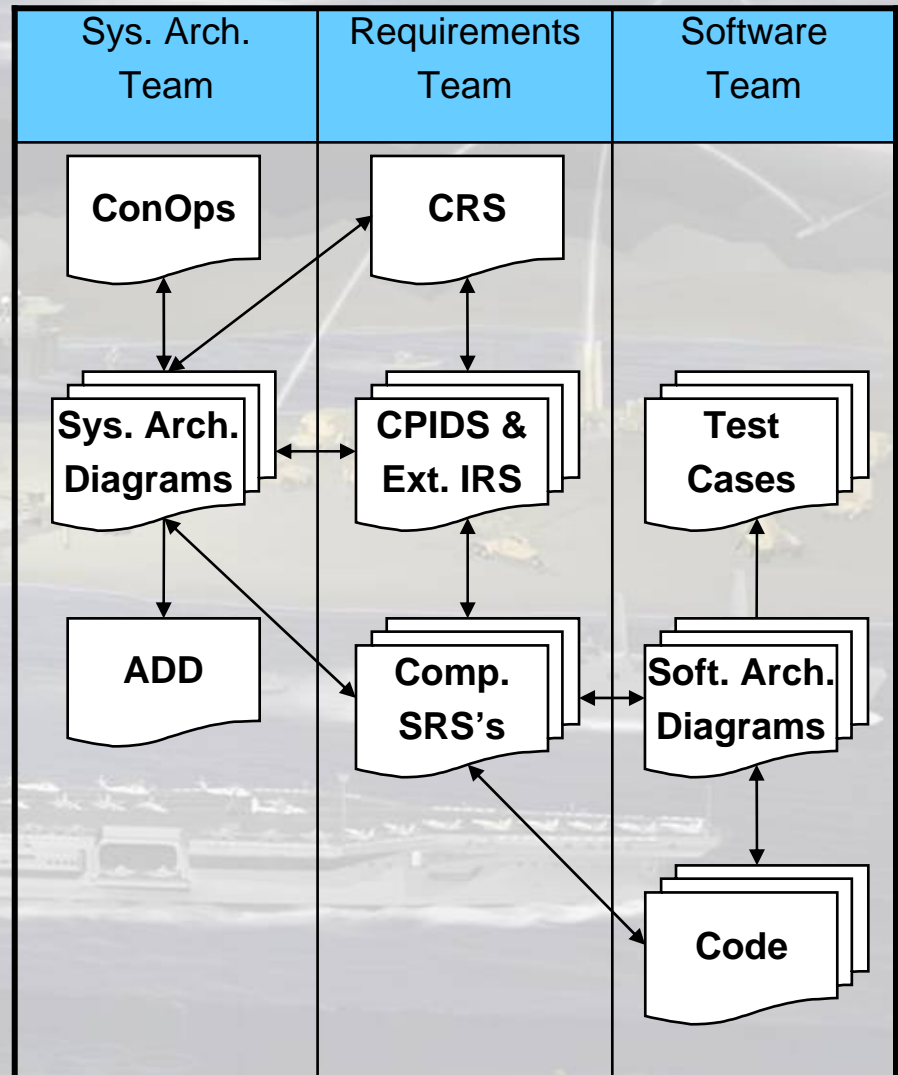 Sys. Arch.
Team
Requirements
Team
Software
Team
ConOps
CRS
Sys. Arch.
Diagrams
CPIDS &
Ext. IRS
Test
Cases
ADD
Comp.
SRS's
Soft. Arch.
Diagrams
Code